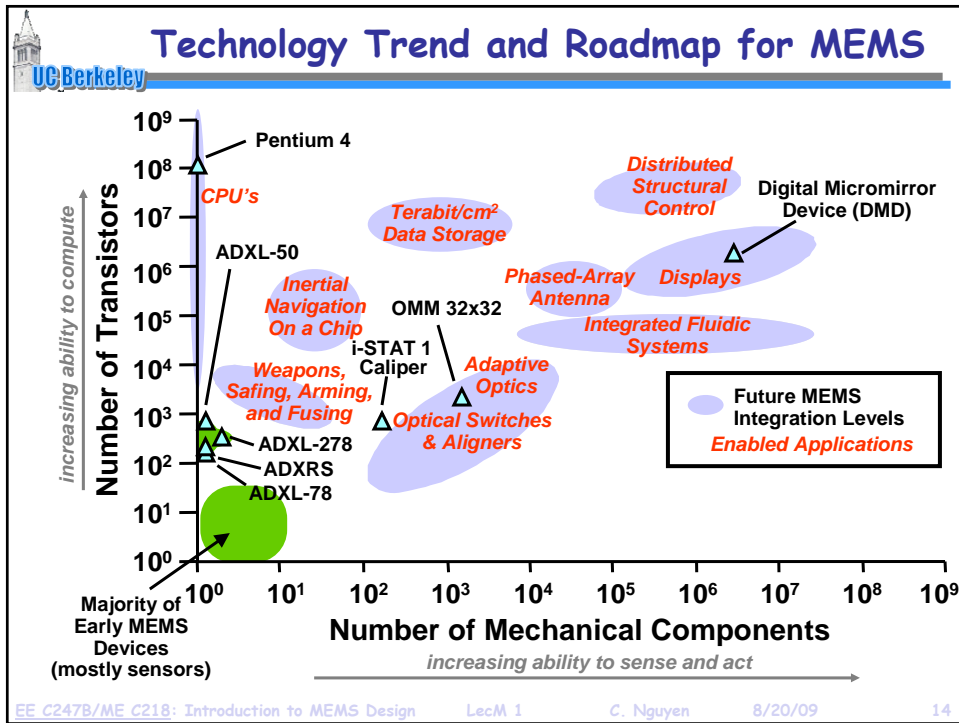 Technology Trend and Roadmap for MEMS
UC Berkeley
increasing ability to compute
Number of Transistors
10⁹
10⁸
10⁷
10⁶
10⁵
10⁴
10³
10²
10¹
10⁰
Pentium 4
CPU's
ADXL-50
Terabit/cm²
Data Storage
Distributed
Structural
Control
Digital Micromirror
Device (DMD)
Inertial
Navigation
On a Chip
OMM 32x32
Phased-Array
Antenna
Displays
i-STAT 1
Caliper
Integrated Fluidic
Systems
Weapons,
Safing, Arming,
and Fusing
Adaptive
Optics
Optical Switches
& Aligners
Future MEMS
Integration Levels
Enabled Applications
ADXL-278
ADXRS
ADXL-78
10⁰ 10¹ 10² 10³ 10⁴ 10⁵ 10⁶ 10⁷ 10⁸ 10⁹
Majority of
Early MEMS
Devices
(mostly sensors)
Number of Mechanical Components
increasing ability to sense and act
EE C247B/ME C218: Introduction to MEMS Design LecM 1 C. Nguyen 8/20/09 14